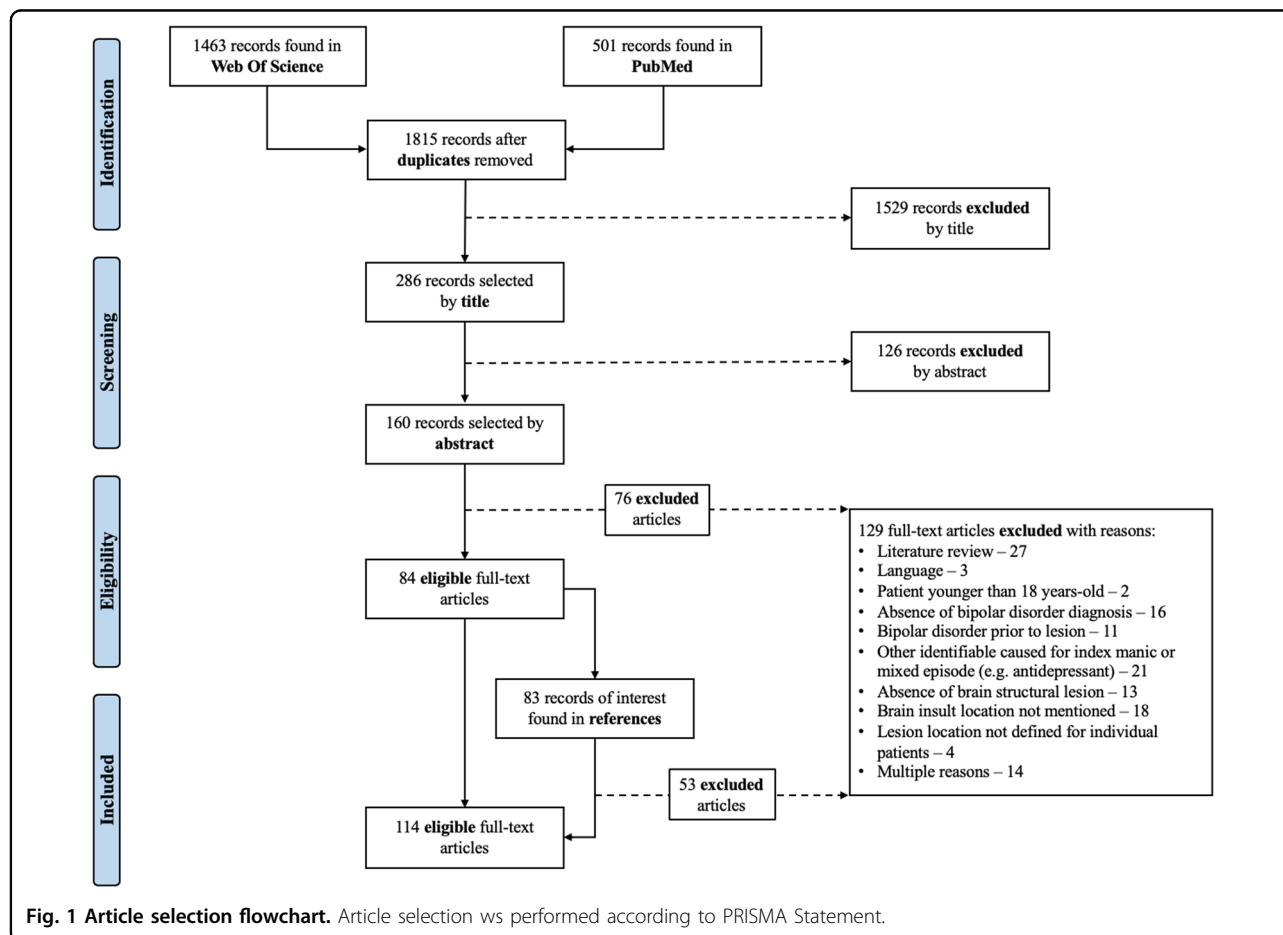 1463 records found in
Web Of Science
501 records found in
PubMed
Identification
1815 records after
duplicates removed
1529 records excluded
by title
286 records selected
by title
Screening
126 records excluded
by abstract
160 records selected by
abstract
Eligibility
76 excluded
articles
129 full-text articles excluded with reasons:
• Literature review – 27
• Language – 3
• Patient younger than 18 years-old – 2
• Absence of bipolar disorder diagnosis – 16
• Bipolar disorder prior to lesion – 11
• Other identifiable caused for index manic or
mixed episode (e.g. antidepressant) – 21
• Absence of brain structural lesion – 13
• Brain insult location not mentioned – 18
• Lesion location not defined for individual
patients – 4
• Multiple reasons – 14
84 eligible full-text
articles
83 records of interest
found in references
Included
53 excluded
articles
114 eligible full-text
articles
Fig. 1 Article selection flowchart. Article selection ws performed according to PRISMA Statement.